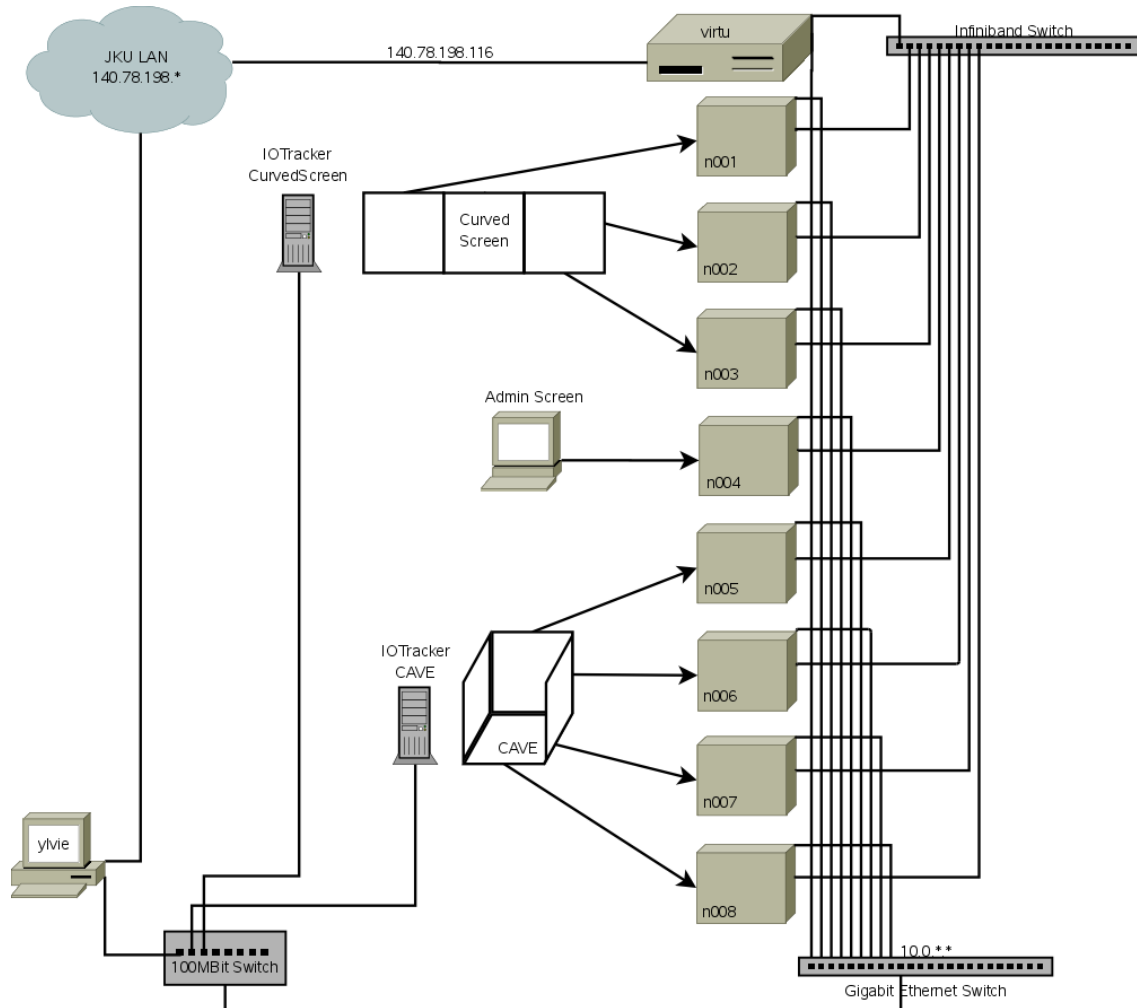 virtu
Infiniband Switch
JKU LAN
140.78.198.*
140.78.198.116
IOTracker
CurvedScreen
n001
Curved
Screen
n002
n003
Admin Screen
n004
n005
IOTracker
CAVE
n006
CAVE
n007
ylvie
n008
100MBit Switch
10.0.*.*
Gigabit Ethernet Switch